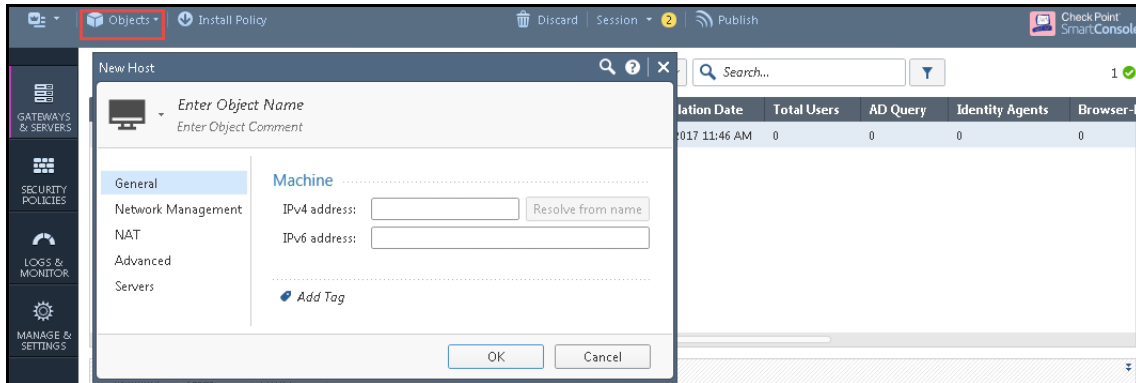 Objects
Install Policy
Discard
Session
2
Publish
Check Point
SmartConsole
New Host
Search...
1
GATEWAYS
& SERVERS
Enter Object Name
Enter Object Comment
lation Date
Total Users
AD Query
Identity Agents
Browser-
2017 11:46 AM
0
0
0
0
SECURITY
POLICIES
General
Machine
Network Management
IPv4 address:
Resolve from name
NAT
IPv6 address:
LOGS &
MONITOR
Advanced
Servers
Add Tag
MANAGE &
SETTINGS
OK
Cancel